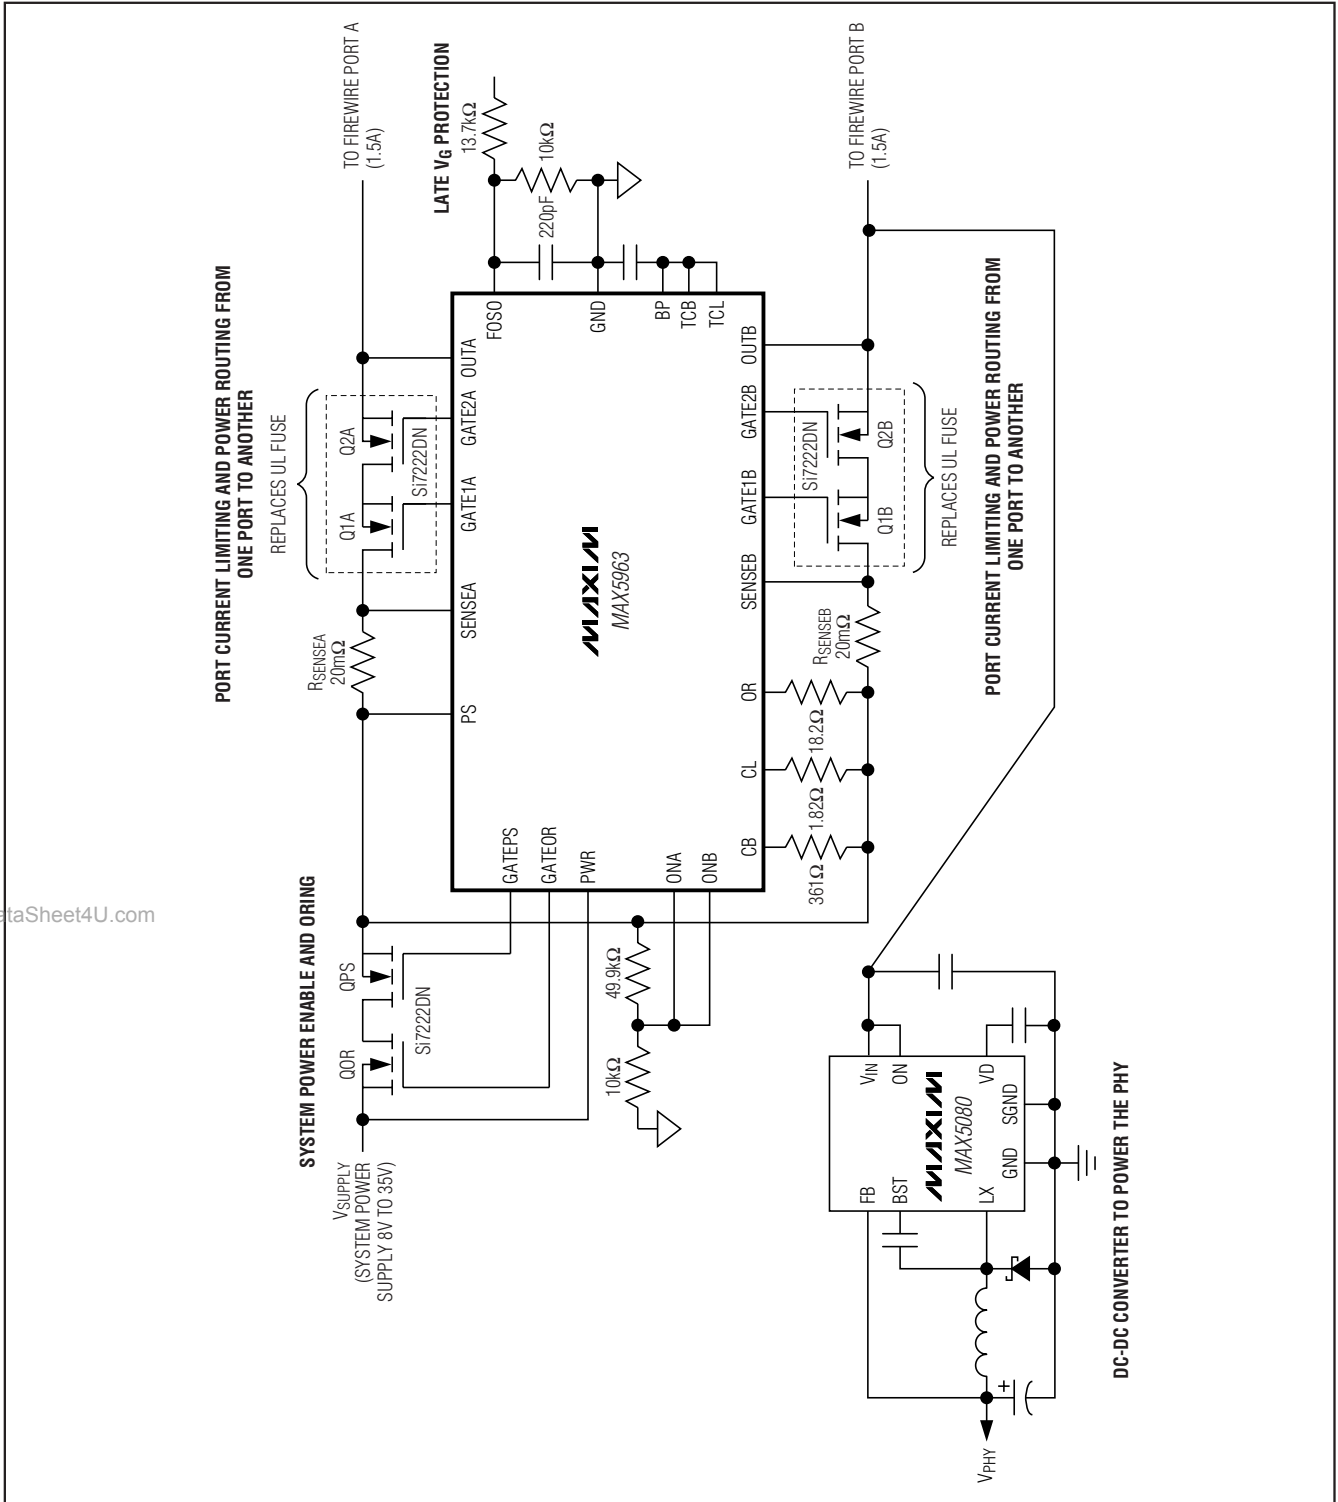 SYSTEM POWER ENABLE AND ORING
VSUPPLY
(SYSTEM POWER
SUPPLY 8V TO 35V)
QOR
QPS
Si7222DN
PORT CURRENT LIMITING AND POWER ROUTING FROM
ONE PORT TO ANOTHER
REPLACES UL FUSE
RSENSEA
20mΩ
Q1A
Q2A
Si7222DN
TO FIREWIRE PORT A
(1.5A)
LATE VG PROTECTION
13.7kΩ
10kΩ
220pF
PS
SENSEA
GATE1A
GATE2A
OUTA
FOSO
GND
BP
TCB
TCL
GATEPS
GATEOR
PWR
ONA
ONB
MAXIM
MAX5963
CB
CL
OR
SENSEB
GATE1B
GATE2B
OUTB
49.9kΩ
10kΩ
361Ω
1.82Ω
18.2Ω
RSENSEB
20mΩ
Si7222DN
Q1B
Q2B
REPLACES UL FUSE
TO FIREWIRE PORT B
(1.5A)
PORT CURRENT LIMITING AND POWER ROUTING FROM
ONE PORT TO ANOTHER
FB
BST
LX
GND
SGND
VD
ON
VIN
MAXIM
MAX5080
VPHY
+
DC-DC CONVERTER TO POWER THE PHY
taSheet4U.com